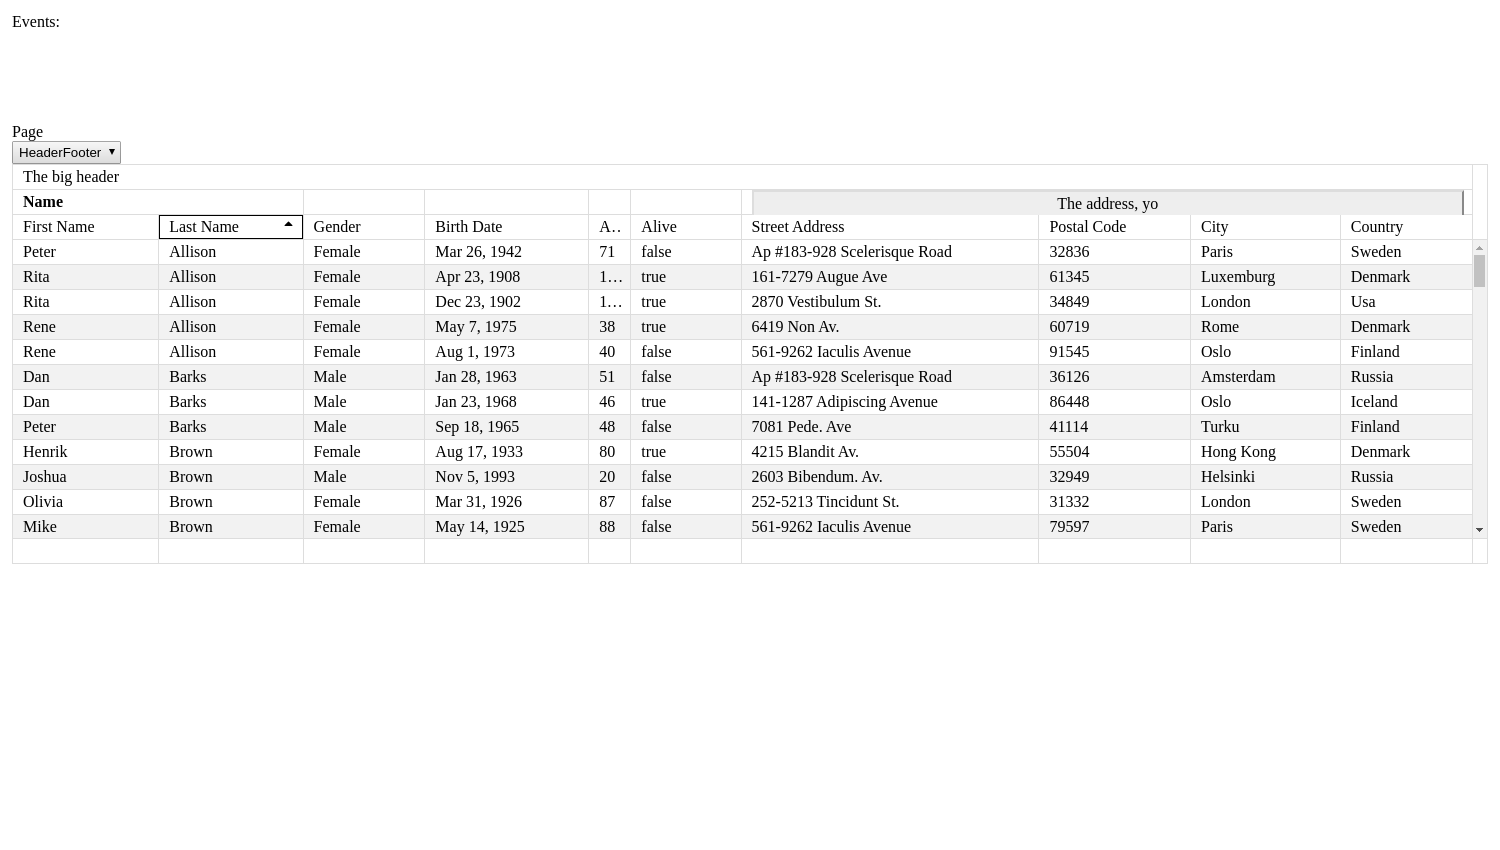 Events:
Page
HeaderFooter
The big header
Name The address, yo
First Name Last Name Gender Birth Date A… Alive Street Address Postal Code City Country
Peter Allison Female Mar 26, 1942 71 false Ap #183-928 Scelerisque Road 32836 Paris Sweden
Rita Allison Female Apr 23, 1908 1… true 161-7279 Augue Ave 61345 Luxemburg Denmark
Rita Allison Female Dec 23, 1902 1… true 2870 Vestibulum St. 34849 London Usa
Rene Allison Female May 7, 1975 38 true 6419 Non Av. 60719 Rome Denmark
Rene Allison Female Aug 1, 1973 40 false 561-9262 Iaculis Avenue 91545 Oslo Finland
Dan Barks Male Jan 28, 1963 51 false Ap #183-928 Scelerisque Road 36126 Amsterdam Russia
Dan Barks Male Jan 23, 1968 46 true 141-1287 Adipiscing Avenue 86448 Oslo Iceland
Peter Barks Male Sep 18, 1965 48 false 7081 Pede. Ave 41114 Turku Finland
Henrik Brown Female Aug 17, 1933 80 true 4215 Blandit Av. 55504 Hong Kong Denmark
Joshua Brown Male Nov 5, 1993 20 false 2603 Bibendum. Av. 32949 Helsinki Russia
Olivia Brown Female Mar 31, 1926 87 false 252-5213 Tincidunt St. 31332 London Sweden
Mike Brown Female May 14, 1925 88 false 561-9262 Iaculis Avenue 79597 Paris Sweden